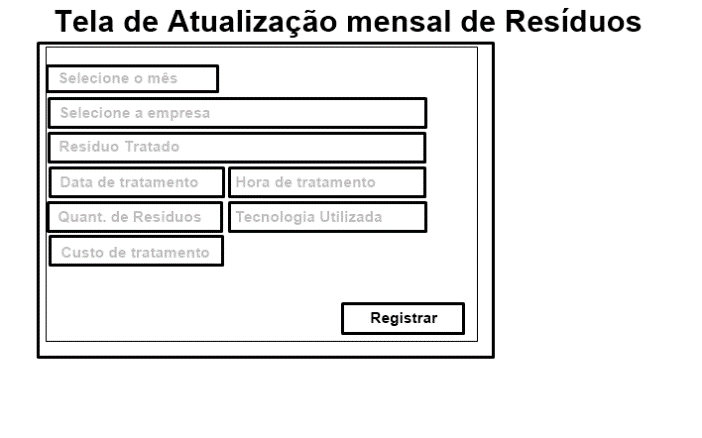 Tela de Atualização mensal de Resíduos
Selecione o mês
Selecione a empresa
Resíduo Tratado
Data de tratamento Hora de tratamento
Quant. de Resíduos Tecnologia Utilizada
Custo de tratamento
Registrar